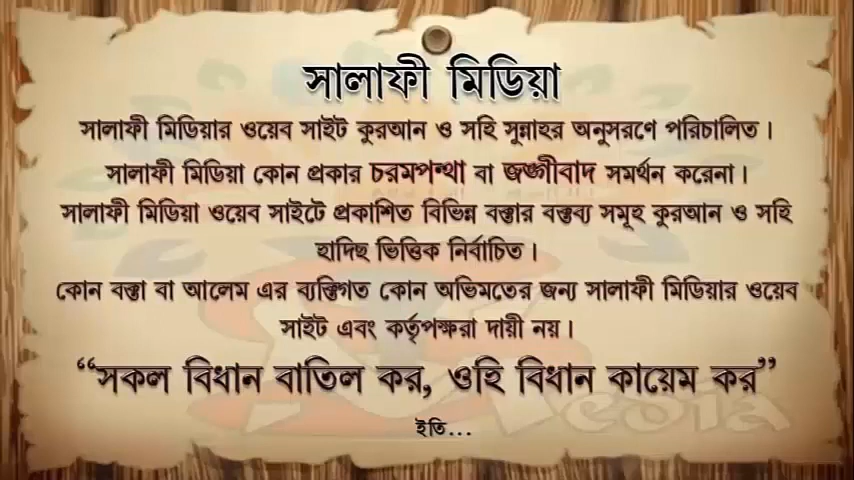 সালাফী মিডিয়া
সালাফী মিডিয়ার ওয়েব সাইট কুরআন ও সহি সুন্নাহর অনুসরণে পরিচালিত।
সালাফী মিডিয়া কোন প্রকার চরমপন্থা বা জঙ্গীবাদ সমর্থন করেনা।
সালাফী মিডিয়া ওয়েব সাইটে প্রকাশিত বিভিন্ন বক্তার বক্তব্য সমূহ কুরআন ও সহি
হাদিছ ভিত্তিক নির্বাচিত।
কোন বক্তা বা আলেম এর ব্যক্তিগত কোন অভিমতের জন্য সালাফী মিডিয়ার ওয়েব
সাইট এবং কর্তৃপক্ষরা দায়ী নয়।
“সকল বিধান বাতিল কর, ওহি বিধান কায়েম কর”
ইতি...